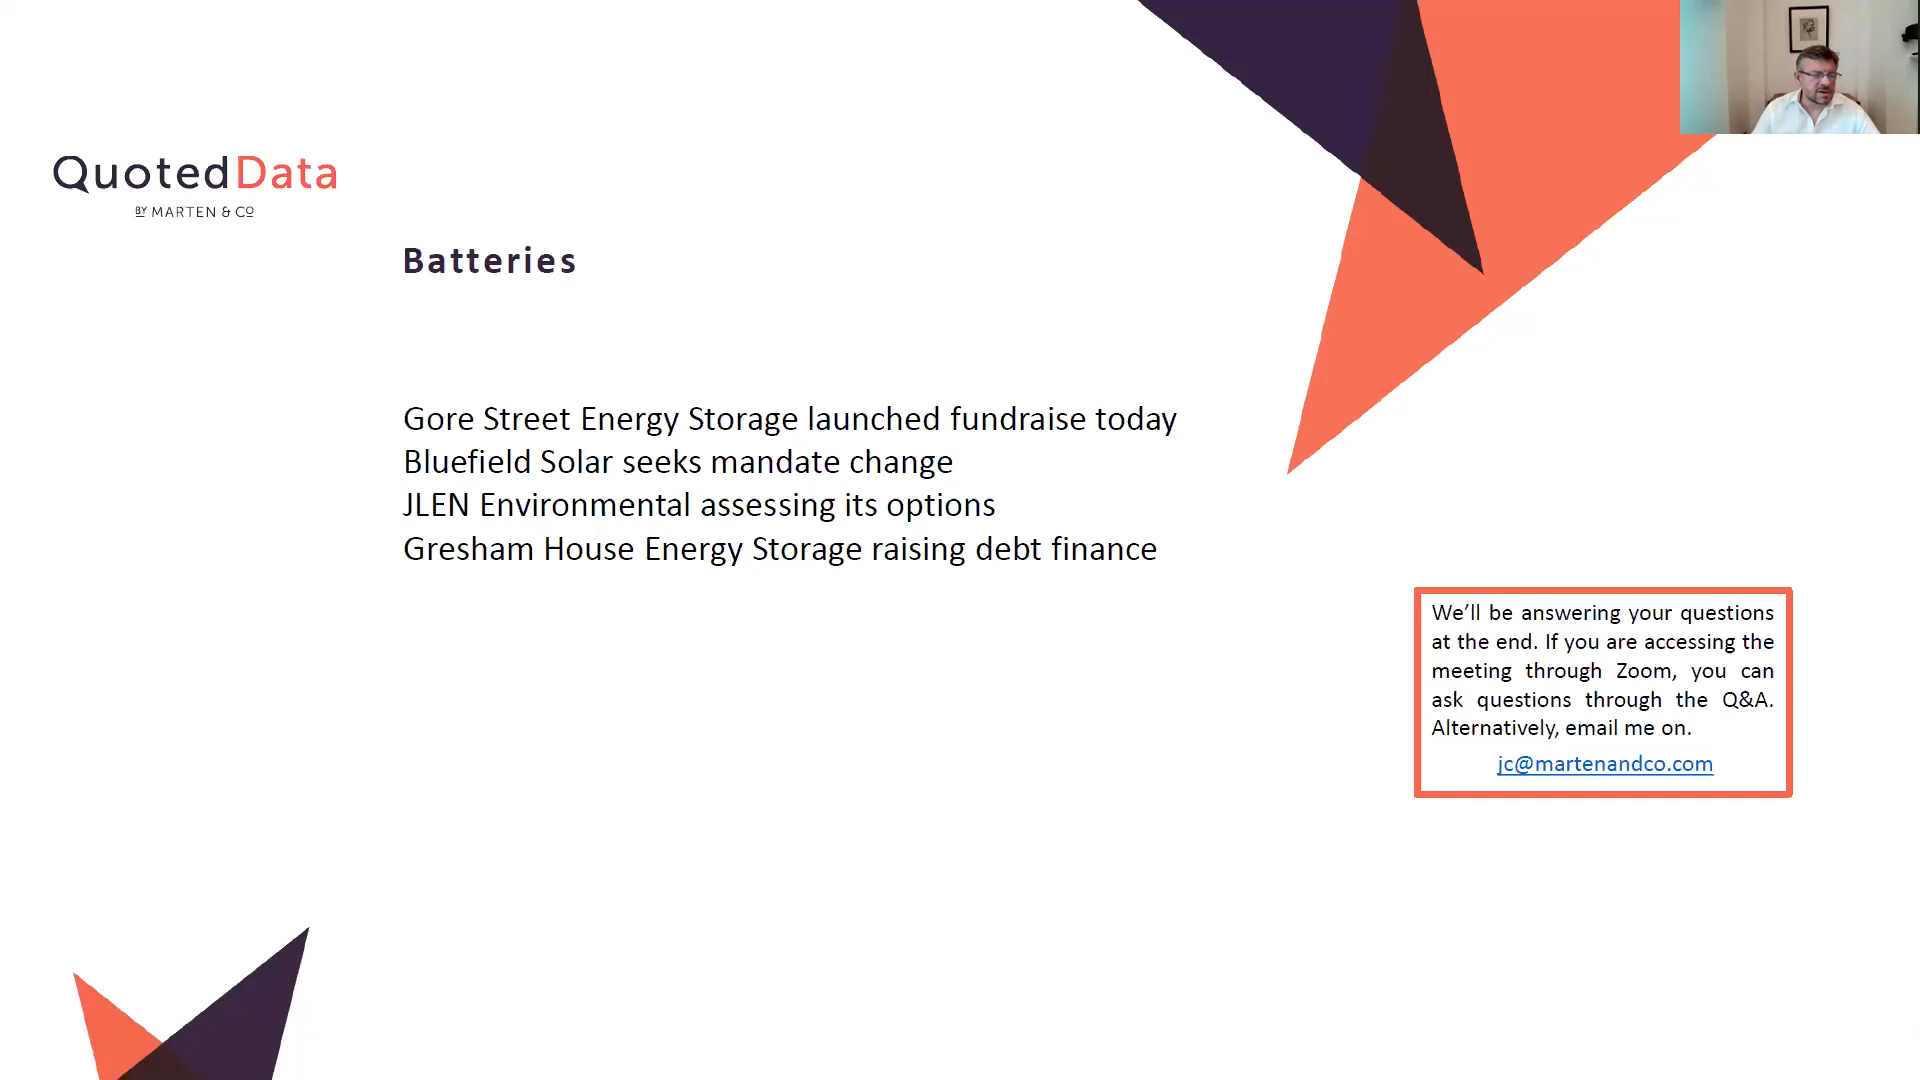 QuotedData
BY MARTEN & CO
Batteries
Gore Street Energy Storage launched fundraise today
Bluefield Solar seeks mandate change
JLEN Environmental assessing its options
Gresham House Energy Storage raising debt finance
We’ll be answering your questions
at the end. If you are accessing the
meeting through Zoom, you can
ask questions through the Q&A.
Alternatively, email me on.
jc@martenandco.com